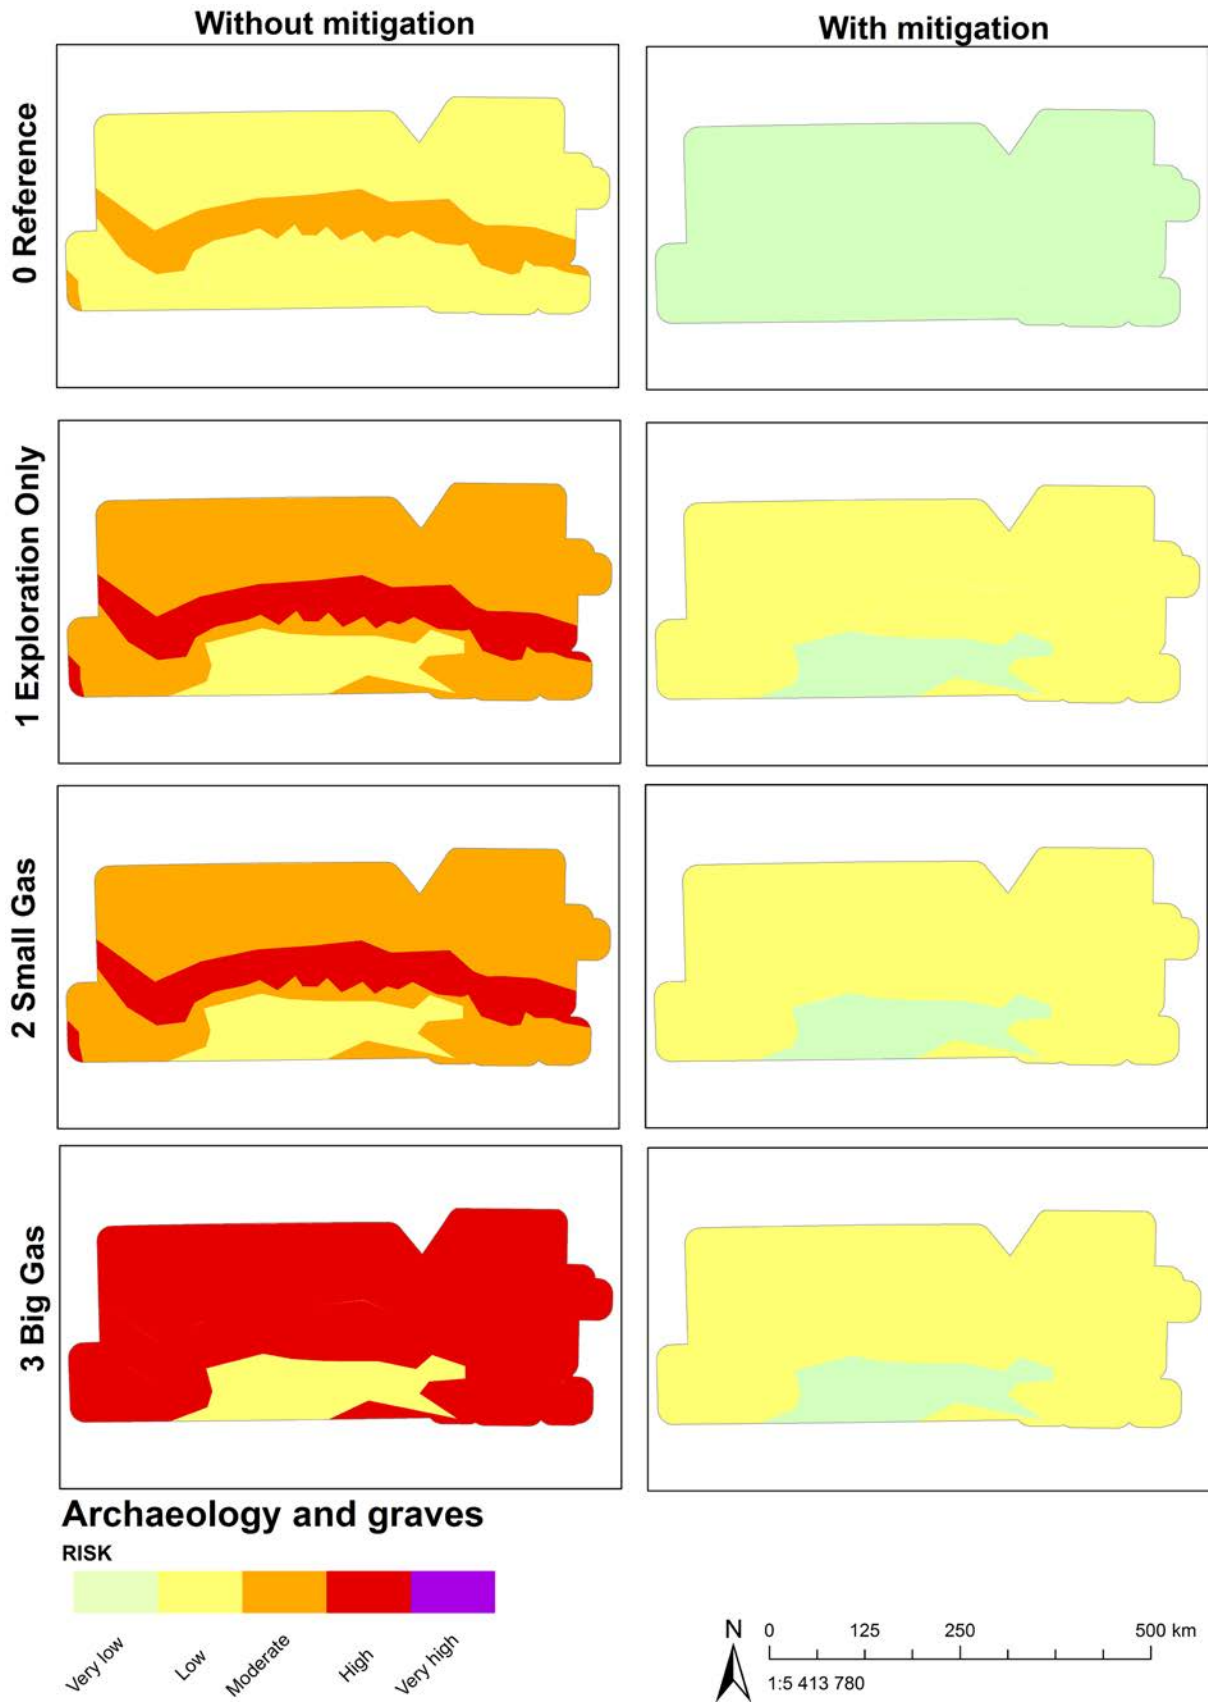 Without mitigation
With mitigation
0 Reference
1 Exploration Only
2 Small Gas
3 Big Gas
Archaeology and graves
RISK
Very low
Low
Moderate
High
Very high
N
0 125 250 500 km
1:5 413 780